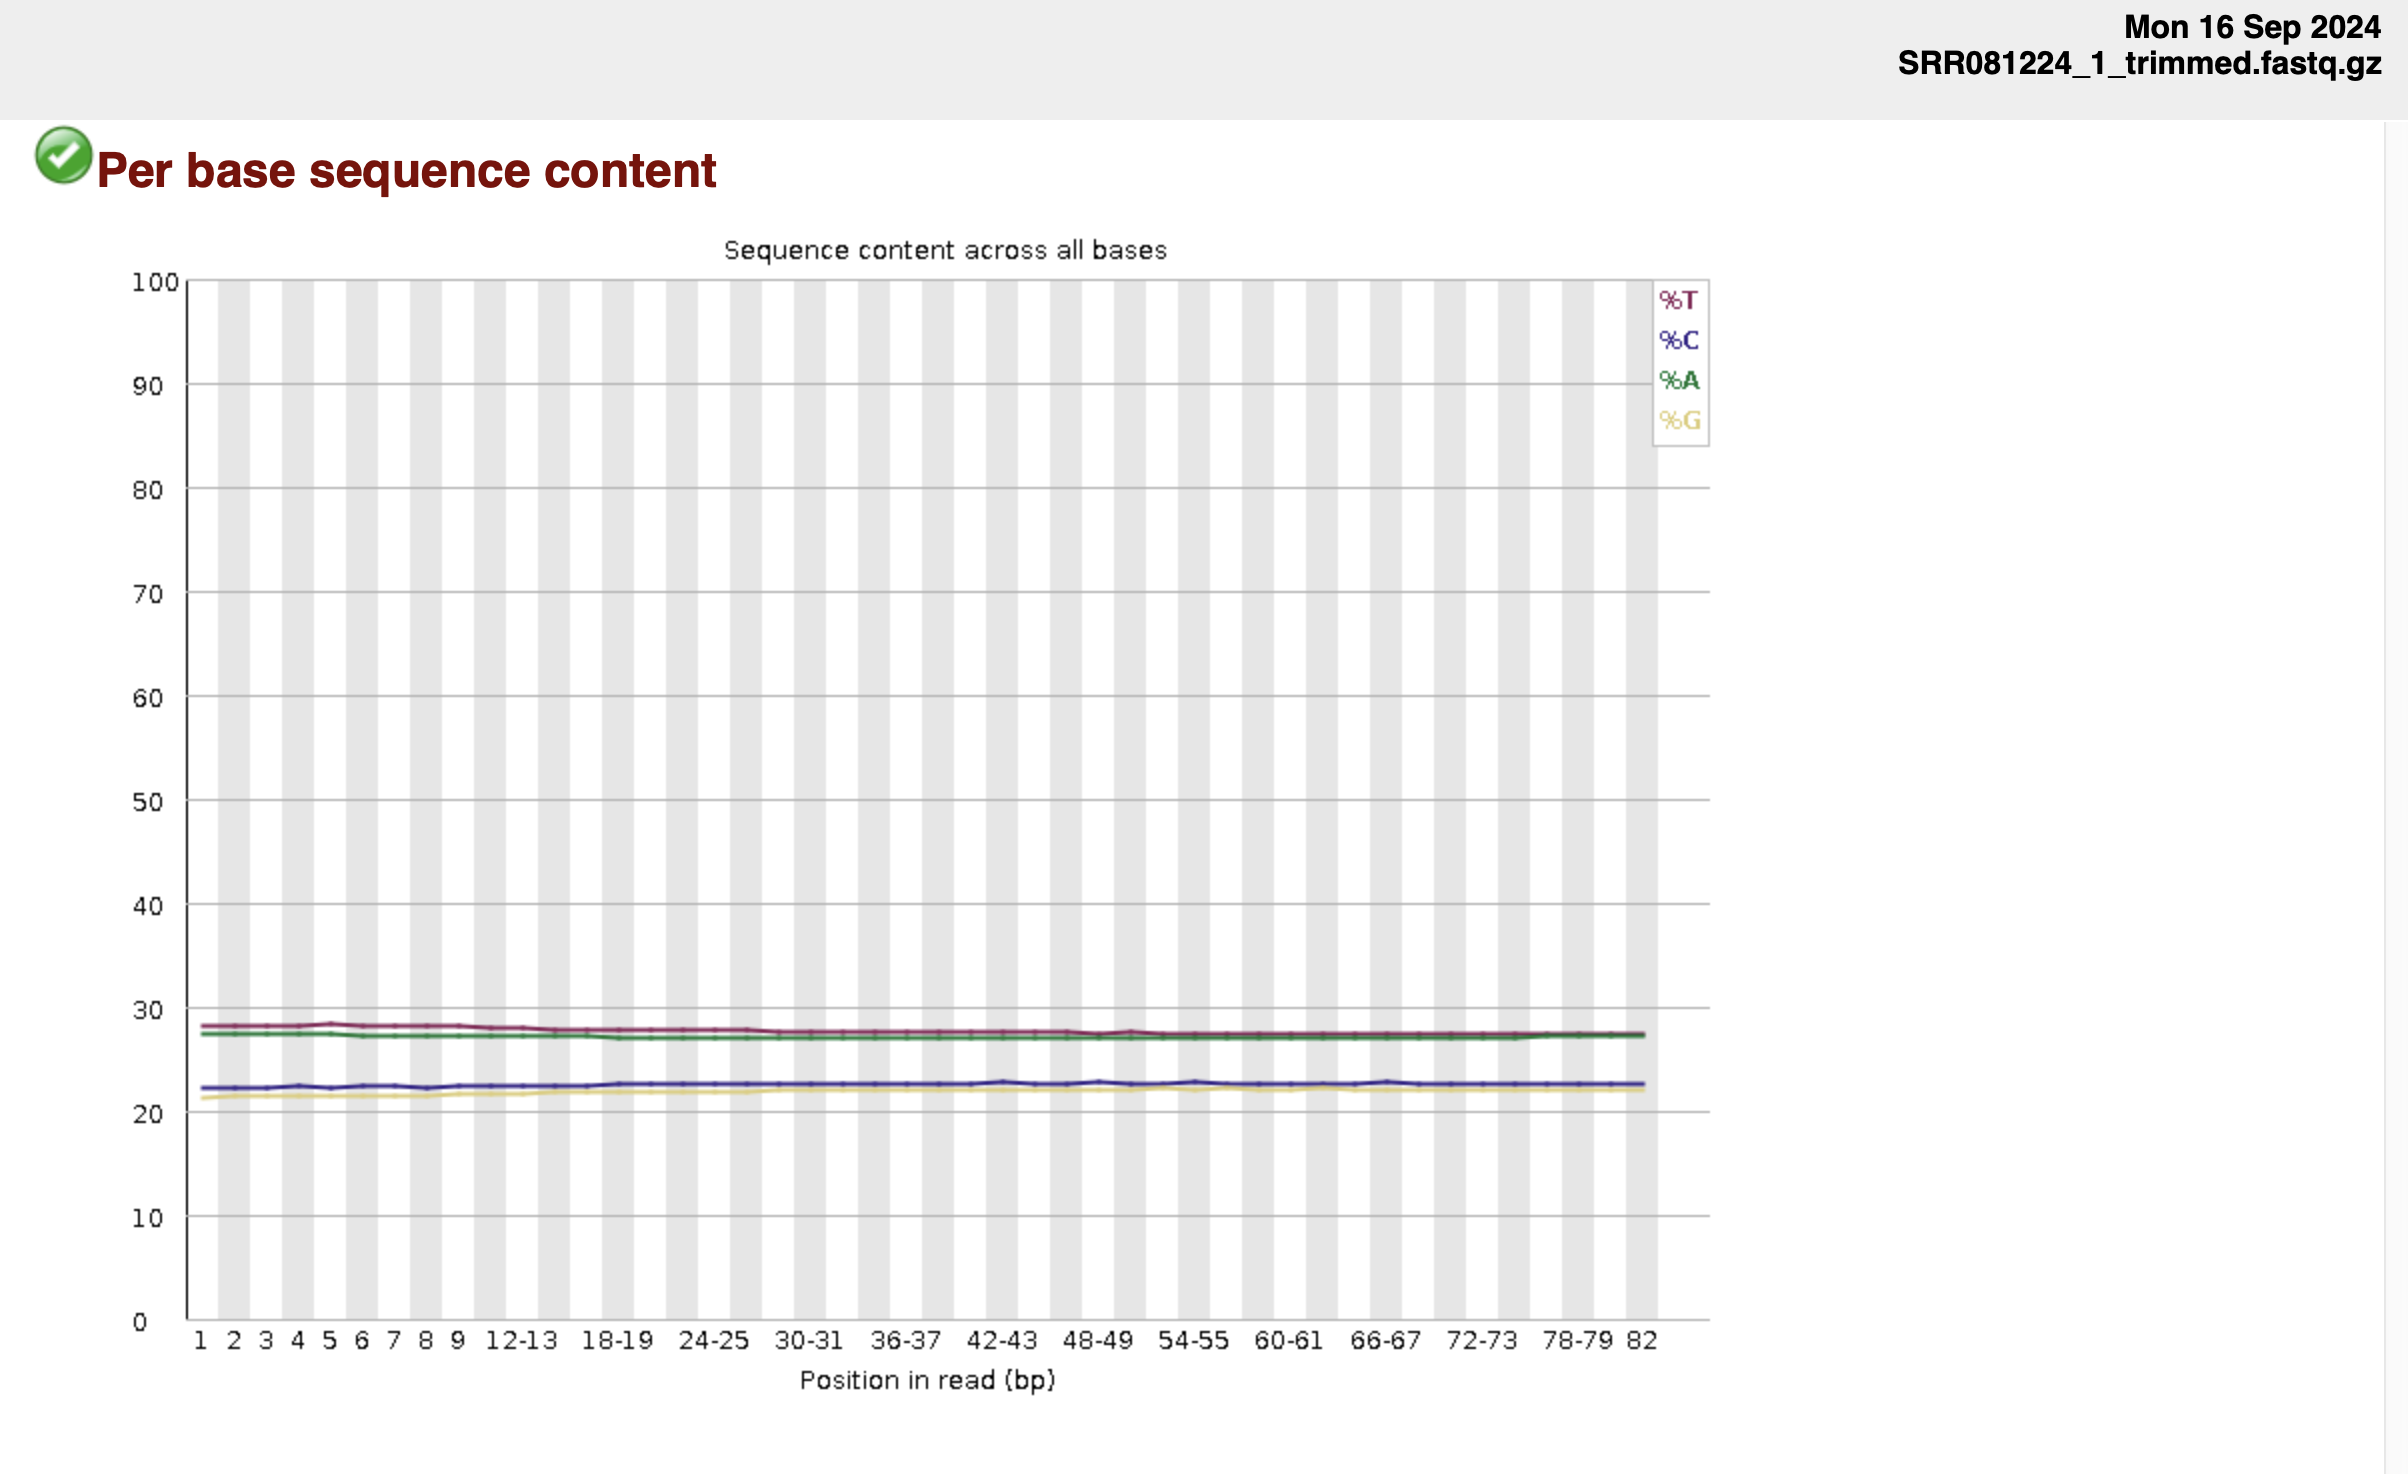 Mon 16 Sep 2024
SRR081224_1_trimmed.fastq.gz
Per base sequence content
Sequence content across all bases
100
90
80
70
60
50
40
30
20
10
0
%T
%C
%A
%G
1 2 3 4 5 6 7 8 9 12-13 18-19 24-25 30-31 36-37 42-43 48-49 54-55 60-61 66-67 72-73 78-79 82
Position in read (bp)